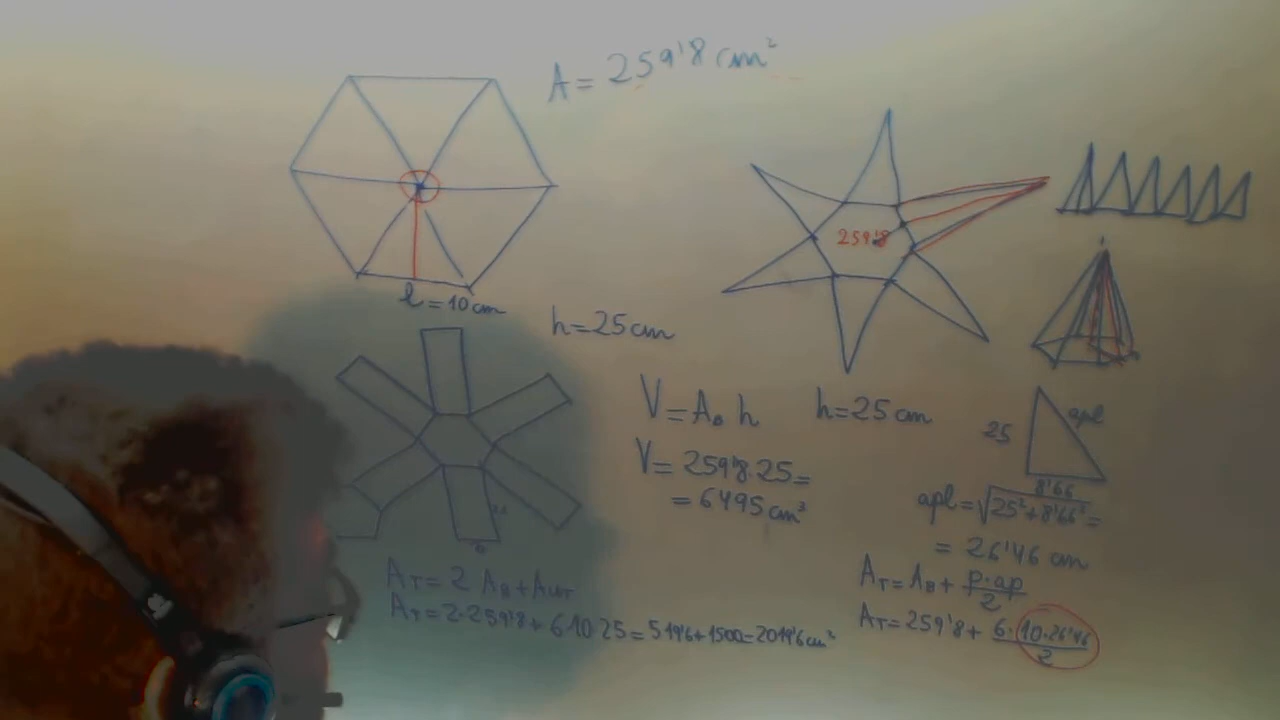 A = 259'8 cm²
259'8
l = 10 cm
h = 25 cm
V = A_B h
V = 259'8.25 =
= 6495 cm³
A_T = 2 A_B + A_LAT
A_T = 2.259'8 + 6.10.25 = 519'6 + 1500 = 2019'6 cm²
h = 25 cm
25
apl
8'66
apl = √25² + 8'66² =
= 26'46 cm
A_T = A_B + p.ap/2
A_T = 259'8 + 6.10.26'46/2